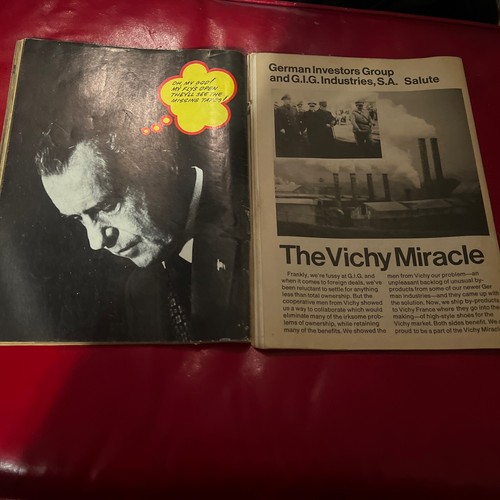 OH, MY GOD!
MY FLY'S OPEN
THEY'LL SEE THE
MISSING TAPES!
German Investors Group
and G.I.G. Industries, S.A. Salute
The Vichy Miracle
Frankly, we're fussy at G.I.G. and
when it comes to foreign deals, we've
been reluctant to settle for anything
less than total ownership. But the
cooperative men from Vichy showed
us a way to collaborate which would
eliminate many of the irksome prob-
lems of ownership, while retaining
many of the benefits. We showed the
men from Vichy our problem—an
unpleasant backlog of unusual by-
products from some of our newer Ger
man industries—and they came up with
the solution. Now, we ship by-products
to Vichy France where they go into the
making—of high-style shoes for the
Vichy market. Both sides benefit. We
proud to be a part of the Vichy Miracle